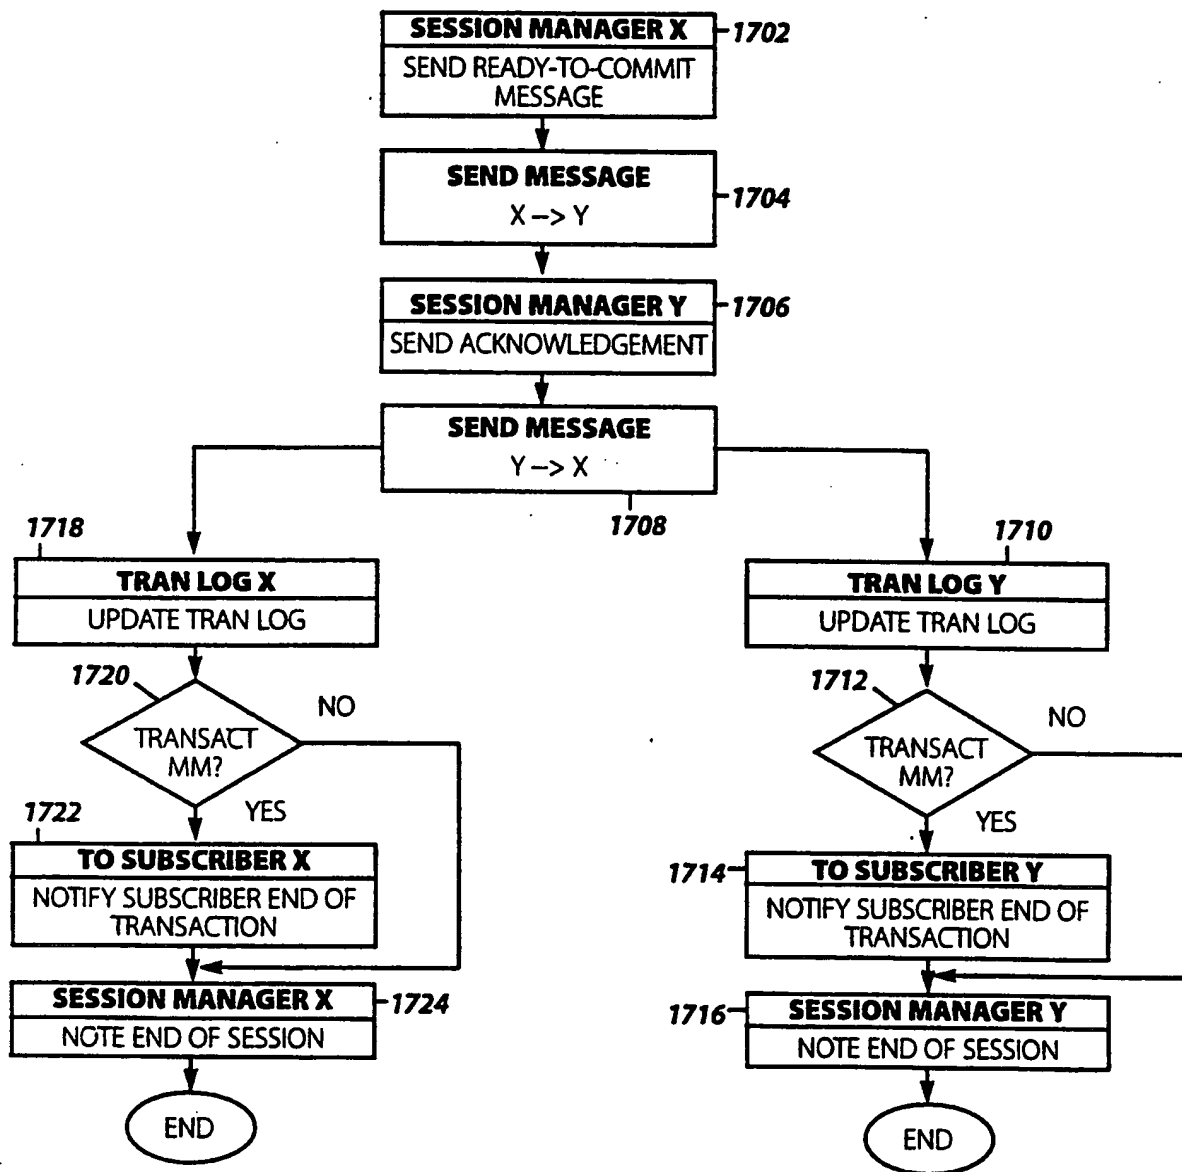 SESSION MANAGER X
1702
SEND READY-TO-COMMIT
MESSAGE
SEND MESSAGE
1704
X –> Y
SESSION MANAGER Y
1706
SEND ACKNOWLEDGEMENT
SEND MESSAGE
Y –> X
1708
1718
TRAN LOG X
UPDATE TRAN LOG
1720
NO
TRANSACT
MM?
YES
1722
TO SUBSCRIBER X
NOTIFY SUBSCRIBER END OF
TRANSACTION
SESSION MANAGER X
1724
NOTE END OF SESSION
END
1710
TRAN LOG Y
UPDATE TRAN LOG
1712
NO
TRANSACT
MM?
YES
1714
TO SUBSCRIBER Y
NOTIFY SUBSCRIBER END OF
TRANSACTION
1716
SESSION MANAGER Y
NOTE END OF SESSION
END